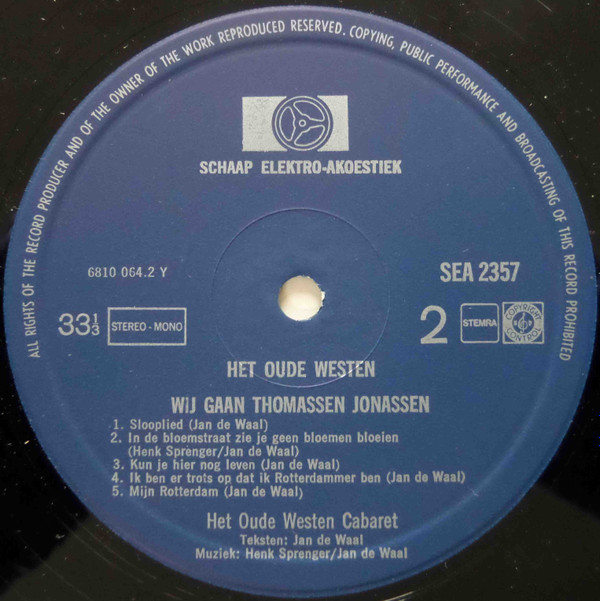 ALL RIGHTS OF THE RECORD PRODUCER AND OF THE OWNER OF THE WORK REPRODUCED RESERVED. COPYING, PUBLIC PERFORMANCE AND BROADCASTING OF THIS RECORD PROHIBITED
SCHAAP ELEKTRO-AKOESTIEK
6810 064.2 Y
SEA 2357
33 1/3
STEREO - MONO
2
STEMRA
COPYRIGHT
CONTROL
HET OUDE WESTEN
WIJ GAAN THOMASSEN JONASSEN
1. Slooplied (Jan de Waal)
2. In de bloemstraat zie je geen bloemen bloeien
(Henk Sprenger/Jan de Waal)
3. Kun je hier nog leven (Jan de Waal)
4. Ik ben er trots op dat ik Rotterdammer ben (Jan de Waal)
5. Mijn Rotterdam (Jan de Waal)
Het Oude Westen Cabaret
Teksten: Jan de Waal
Muziek: Henk Sprenger/Jan de Waal